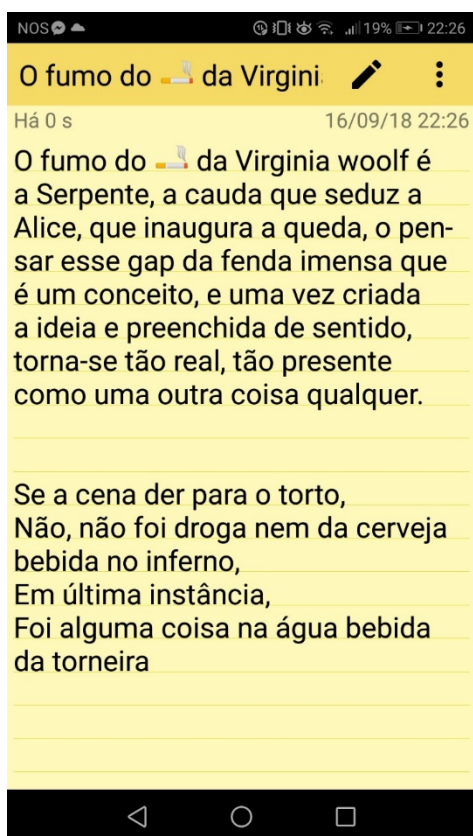 NOS 19% 22:26
O fumo do 🚬 da Virgini
Há 0 s 16/09/18 22:26
O fumo do 🚬 da Virginia woolf é
a Serpente, a cauda que seduz a
Alice, que inaugura a queda, o pen-
sar esse gap da fenda imensa que
é um conceito, e uma vez criada
a ideia e preenchida de sentido,
torna-se tão real, tão presente
como uma outra coisa qualquer.
Se a cena der para o torto,
Não, não foi droga nem da cerveja
bebida no inferno,
Em última instância,
Foi alguma coisa na água bebida
da torneira